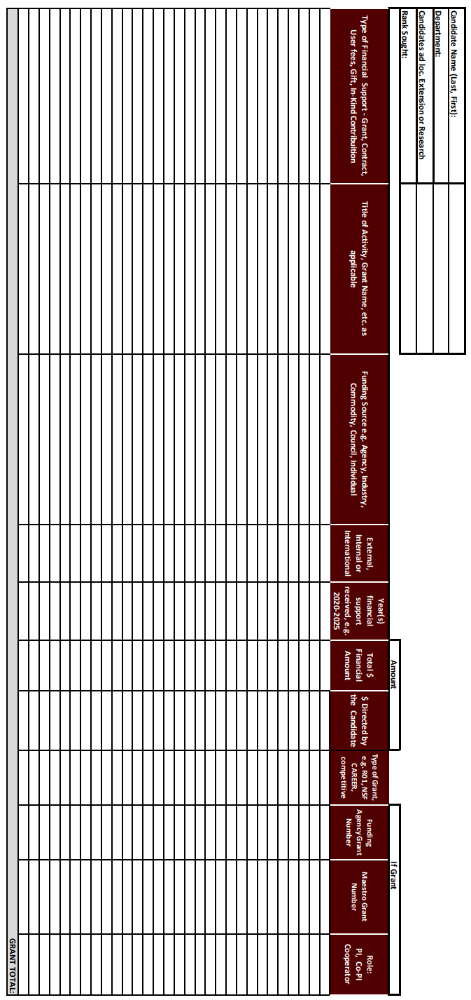 Candidate Name (Last, First):
Department:
Candidates ad loc. Extension or Research
Rank Sought:
Amount
If Grant
Type of Financial Support - Grant, Contract,
User fees, Gift, In-Kind Contribuition
Title of Activity, Grant Name, etc. as
applicable
Funding Source e.g. Agency, Industry,
Commodity, Council, Individual
External,
Internal or
International
Year(s)
financial
support
received, e.g.
2020-2025
Total $
Financial
Amount
$ Directed by
the Candidate
Type of Grant,
e.g. R01, NSF
CAREER,
competitive
Funding
Agency Grant
Number
Maestro Grant
Number
Role:
PI, Co-PI
Cooperator
GRANT TOTAL: